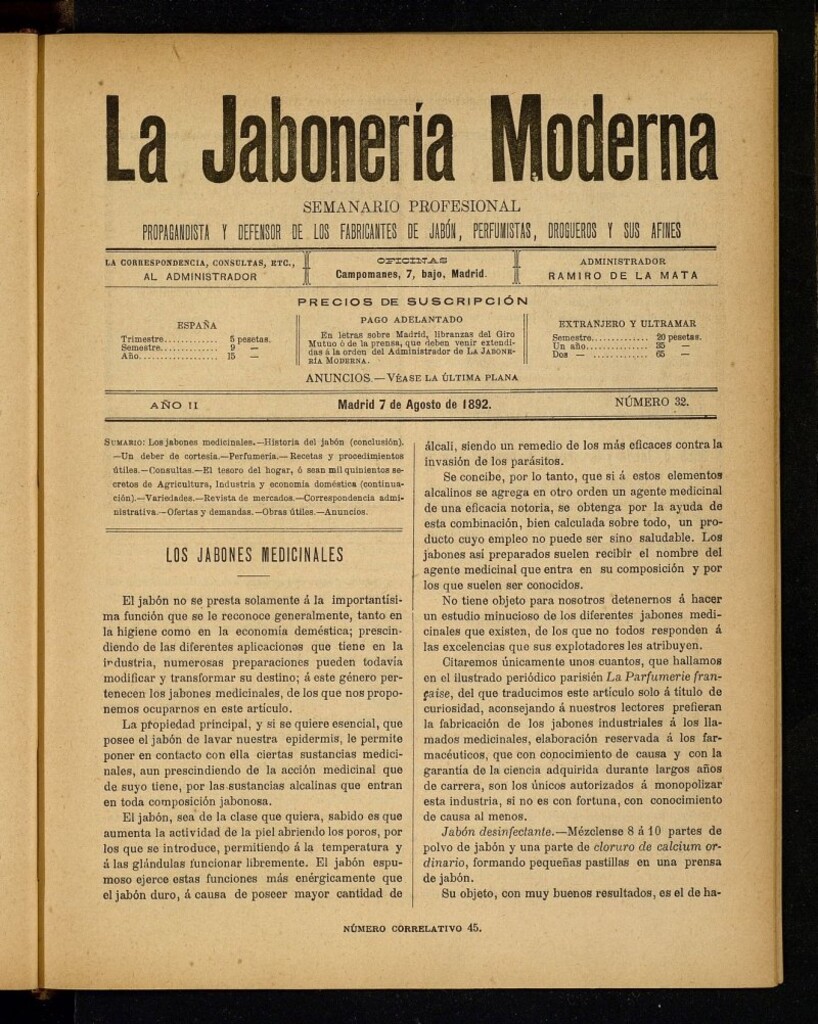 La Jabonería Moderna
SEMANARIO PROFESIONAL
PROPAGANDISTA Y DEFENSOR DE LOS FABRICANTES DE JABÓN, PERFUMISTAS, DROGUEROS Y SUS AFINES
LA CORRESPONDENCIA, CONSULTAS, ETC.,
AL ADMINISTRADOR
OFICINAS
Campomanes, 7, bajo, Madrid.
ADMINISTRADOR
RAMIRO DE LA MATA
PRECIOS DE SUSCRIPCIÓN
ESPAÑA
Trimestre............. 5 pesetas.
Semestre............. 9 —
Año................... 15 —
PAGO ADELANTADO
En letras sobre Madrid, libranzas del Giro
Mutuo ó de la prensa, que deben venir extendi-
das á la orden del Administrador de LA JABONE-
RÍA MODERNA.
EXTRANJERO Y ULTRAMAR
Semestre............. 20 pesetas.
Un año............... 35 —
Dos — ............... 65 —
ANUNCIOS.—VÉASE LA ÚLTIMA PLANA
AÑO II
Madrid 7 de Agosto de 1892.
NÚMERO 32.
SUMARIO: Los jabones medicinales.—Historia del jabón (conclusión).
—Un deber de cortesia.—Perfumeria.—Recetas y procedimientos
útiles.—Consultas.—El tesoro del hogar, ó sean mil quinientos se-
cretos de Agricultura, Industria y economia doméstica (continua-
ción).—Variedades.—Revista de mercados.—Correspondencia admi-
nistrativa.—Ofertas y demandas.—Obras útiles.—Anuncios.
LOS JABONES MEDICINALES
El jabón no se presta solamente á la importantísi-
ma función que se le reconoce generalmente, tanto en
la higiene como en la economía deméstica; prescin-
diendo de las diferentes aplicaciones que tiene en la
industria, numerosas preparaciones pueden todavía
modificar y transformar su destino; á este género per-
tenecen los jabones medicinales, de los que nos propo-
nemos ocuparnos en este artículo.
La propiedad principal, y si se quiere esencial, que
posee el jabón de lavar nuestra epidermis, le permite
poner en contacto con ella ciertas sustancias medici-
nales, aun prescindiendo de la acción medicinal que
de suyo tiene, por las sustancias alcalinas que entran
en toda composición jabonosa.
El jabón, sea de la clase que quiera, sabido es que
aumenta la actividad de la piel abriendo los poros, por
los que se introduce, permitiendo á la temperatura y
á las glándulas funcionar libremente. El jabón espu-
moso ejerce estas funciones más enérgicamente que
el jabón duro, á causa de poseer mayor cantidad de
álcali, siendo un remedio de los más eficaces contra la
invasión de los parásitos.
Se concibe, por lo tanto, que si á estos elementos
alcalinos se agrega en otro orden un agente medicinal
de una eficacia notoria, se obtenga por la ayuda de
esta combinación, bien calculada sobre todo, un pro-
ducto cuyo empleo no puede ser sino saludable. Los
jabones así preparados suelen recibir el nombre del
agente medicinal que entra en su composición y por
los que suelen ser conocidos.
No tiene objeto para nosotros detenernos á hacer
un estudio minucioso de los diferentes jabones medi-
cinales que existen, de los que no todos responden á
las excelencias que sus explotadores les atribuyen.
Citaremos únicamente unos cuantos, que hallamos
en el ilustrado periódico parisién La Parfumerie fran-
çaise, del que traducimos este artículo solo á título de
curiosidad, aconsejando á nuestros lectores prefieran
la fabricación de los jabones industriales á los lla-
mados medicinales, elaboración reservada á los far-
macéuticos, que con conocimiento de causa y con la
garantía de la ciencia adquirida durante largos años
de carrera, son los únicos autorizados á monopolizar
esta industria, si no es con fortuna, con conocimiento
de causa al menos.
Jabón desinfectante.—Mézclense 8 á 10 partes de
polvo de jabón y una parte de cloruro de calcium or-
dinario, formando pequeñas pastillas en una prensa
de jabón.
Su objeto, con muy buenos resultados, es el de ha-
NÚMERO CORRELATIVO 45.